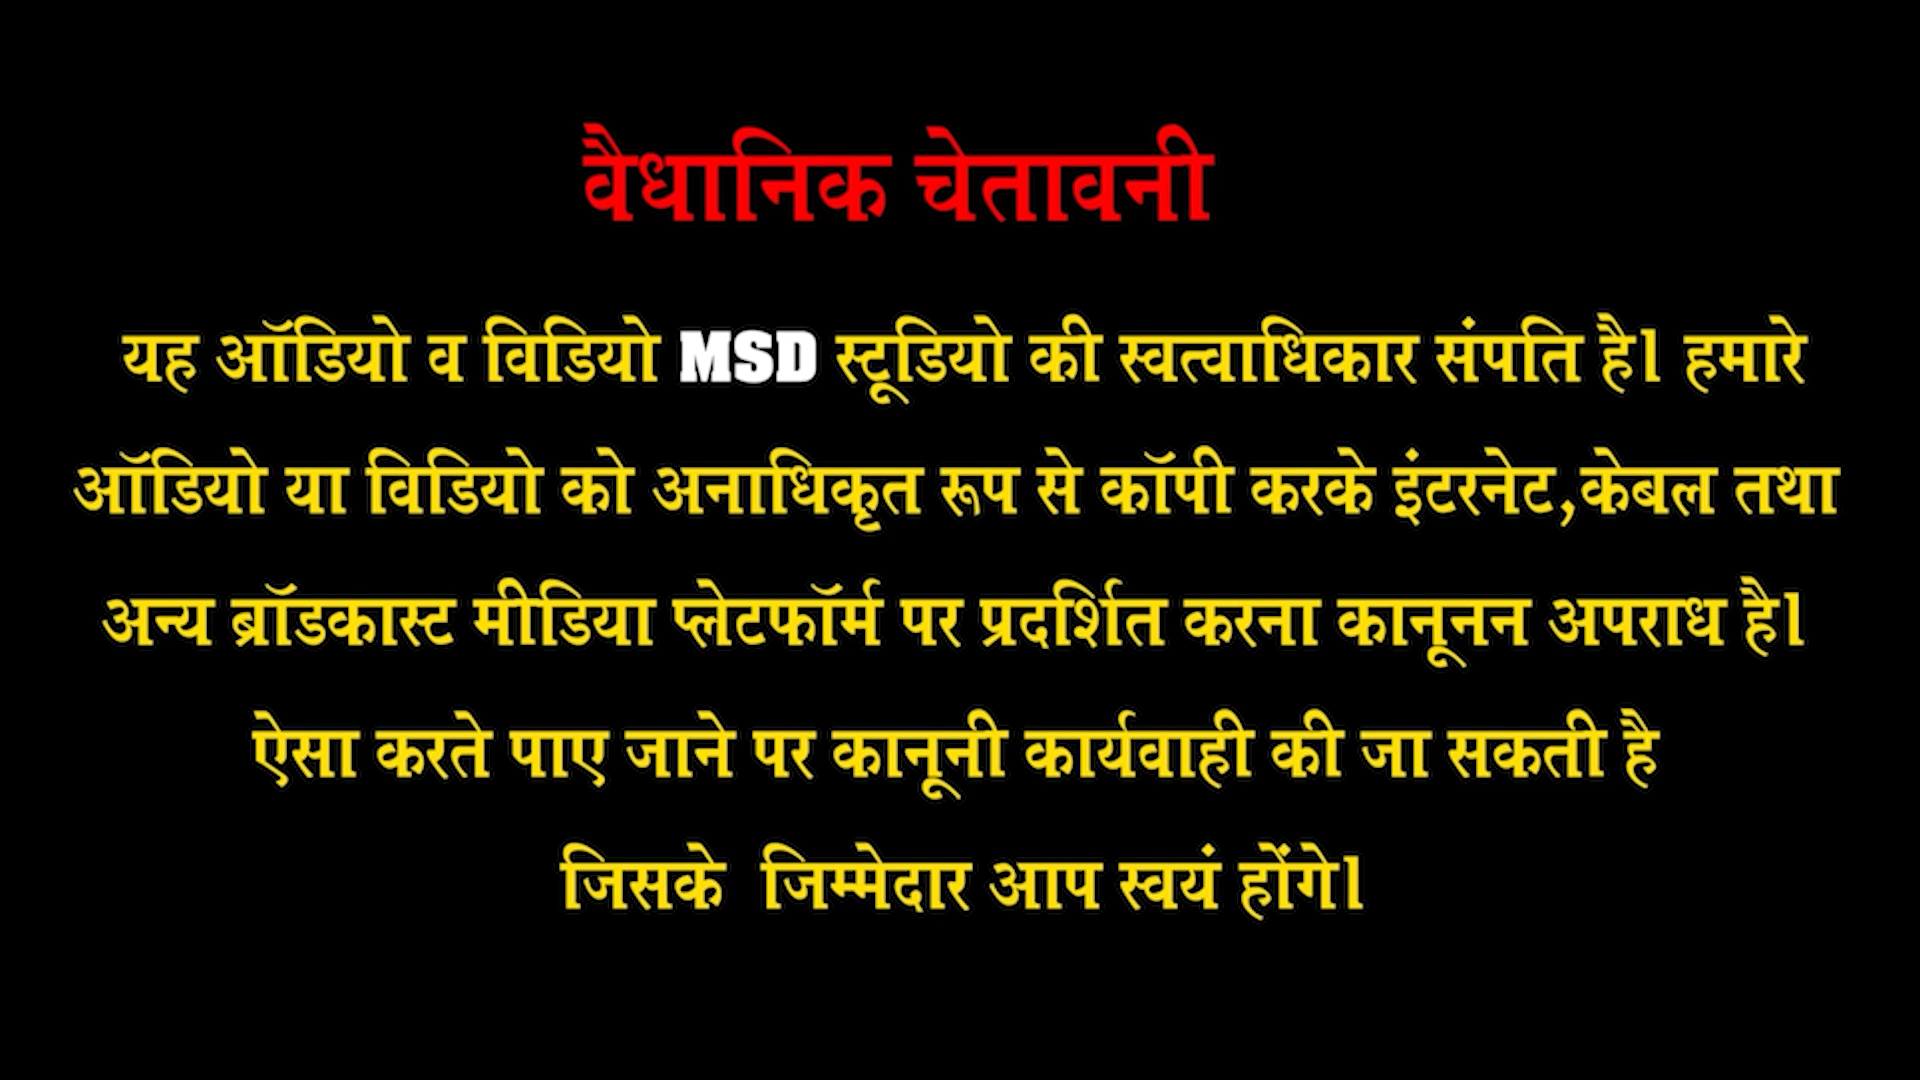 वैधानिक चेतावनी
यह ऑडियो व विडियो MSD स्टूडियो की स्वत्वाधिकार संपति है। हमारे
ऑडियो या विडियो को अनाधिकृत रूप से कॉपी करके इंटरनेट,केबल तथा
अन्य ब्रॉडकास्ट मीडिया प्लेटफॉर्म पर प्रदर्शित करना कानूनन अपराध है।
ऐसा करते पाए जाने पर कानूनी कार्यवाही की जा सकती है
जिसके जिम्मेदार आप स्वयं होंगे।